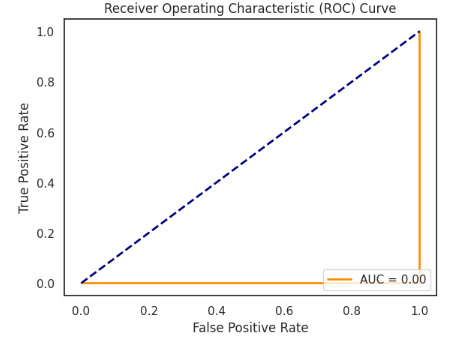 Receiver Operating Characteristic (ROC) Curve
True Positive Rate
1.0
0.8
0.6
0.4
0.2
0.0
AUC = 0.00
0.0 0.2 0.4 0.6 0.8 1.0
False Positive Rate